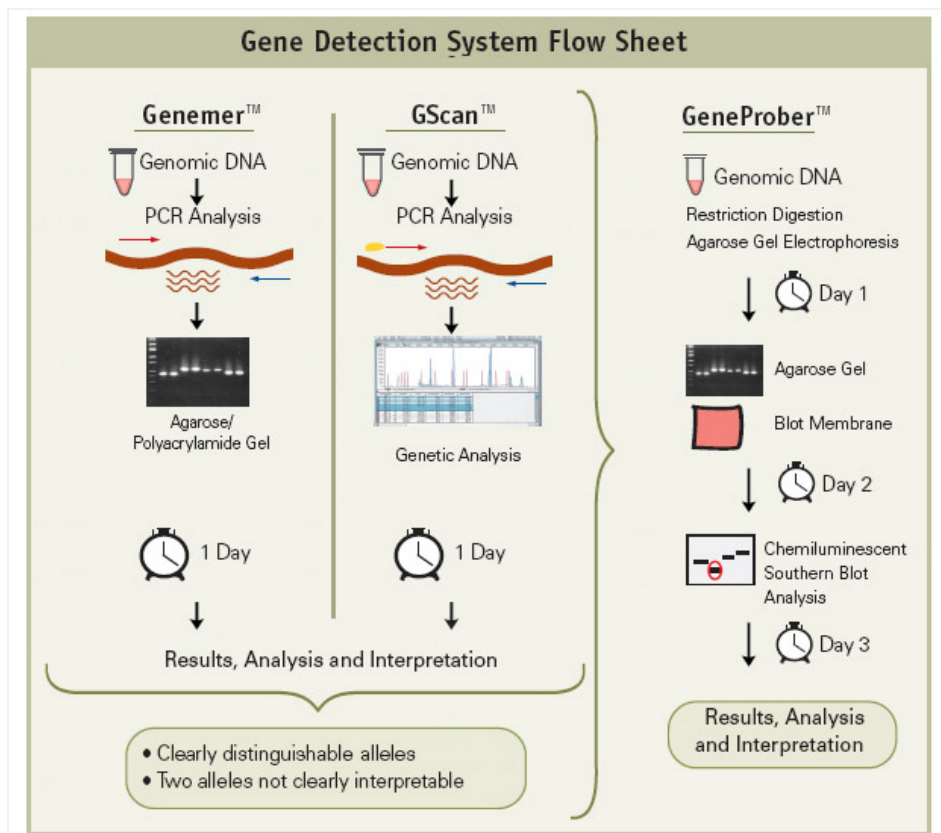 Gene Detection System Flow Sheet
Genemer™
Genomic DNA
PCR Analysis
Agarose/
Polyacrylamide Gel
1 Day
GScan™
Genomic DNA
PCR Analysis
Genetic Analysis
1 Day
Results, Analysis and Interpretation
• Clearly distinguishable alleles
• Two alleles not clearly interpretable
GeneProber™
Genomic DNA
Restriction Digestion
Agarose Gel Electrophoresis
Day 1
Agarose Gel
Blot Membrane
Day 2
Chemiluminescent
Southern Blot
Analysis
Day 3
Results, Analysis
and Interpretation